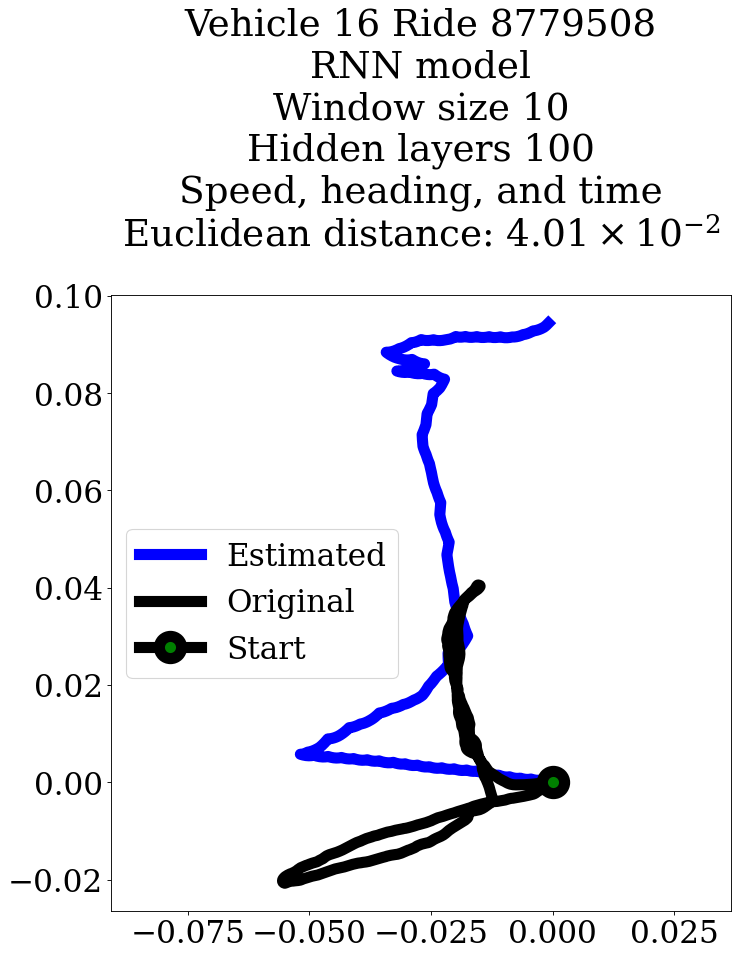 Vehicle 16 Ride 8779508
RNN model
Window size 10
Hidden layers 100
Speed, heading, and time
Euclidean distance: 4.01 × 10⁻²
0.10
0.08
0.06
0.04
0.02
0.00
−0.02
Estimated
Original
Start
−0.075 −0.050 −0.025 0.000 0.025